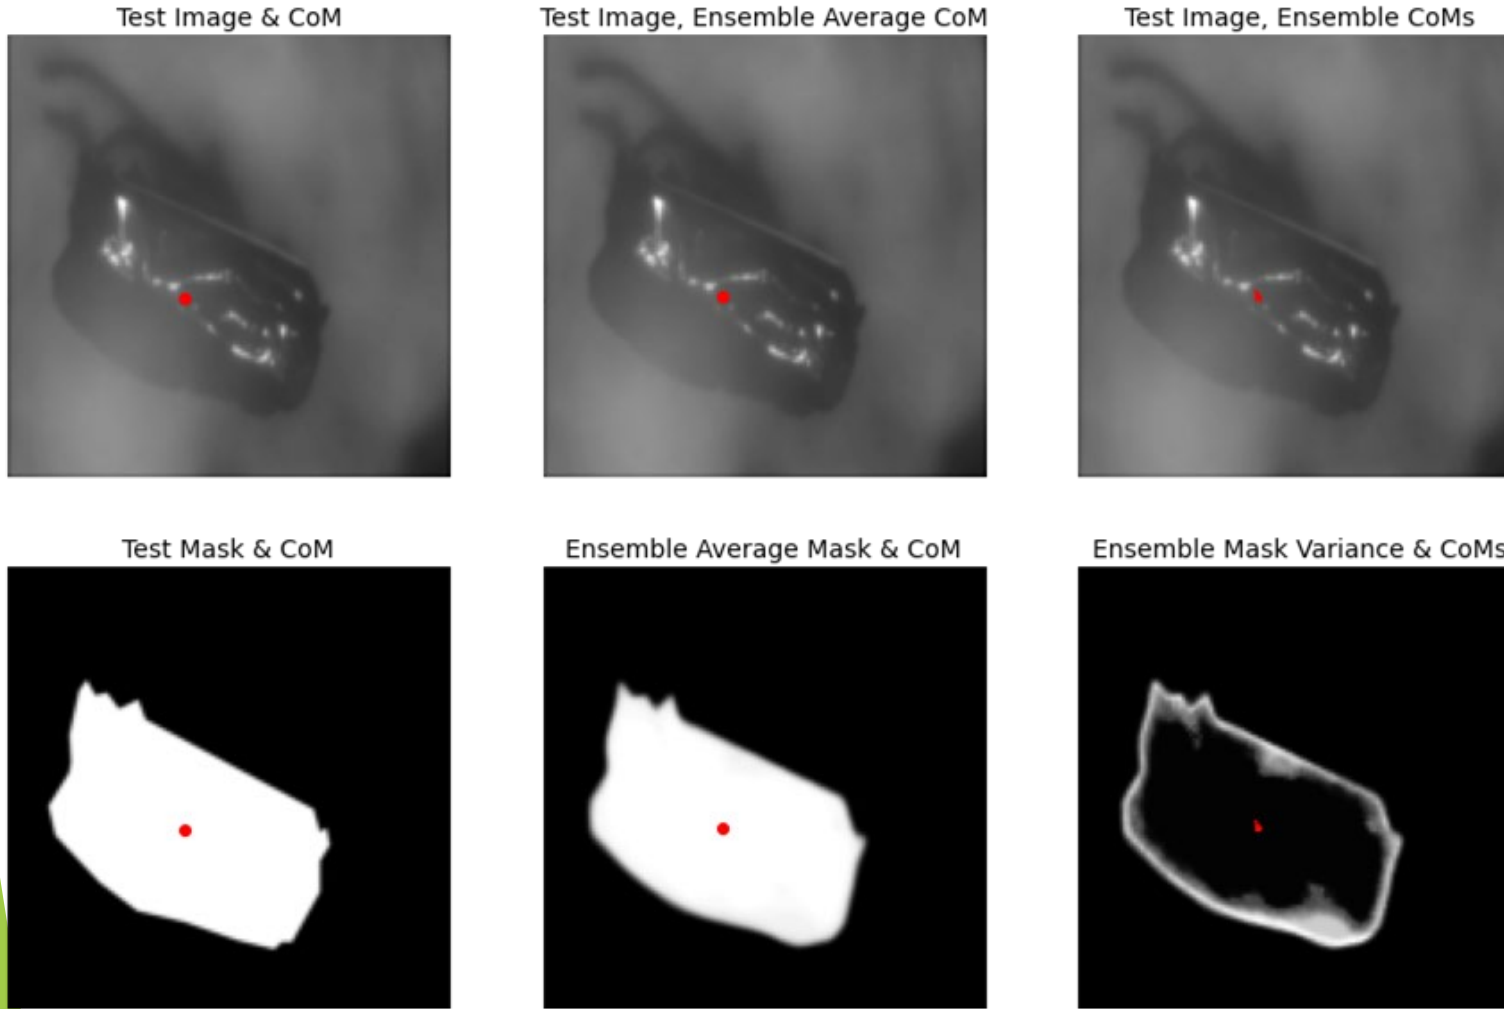 Test Image & CoM
Test Image, Ensemble Average CoM
Test Image, Ensemble CoMs
Test Mask & CoM
Ensemble Average Mask & CoM
Ensemble Mask Variance & CoMs